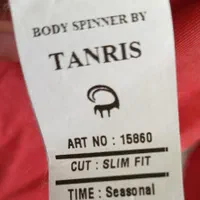 BODY SPINNER BY
TANRIS
ART NO : 15860
CUT : SLIM FIT
TIME : Seasonal